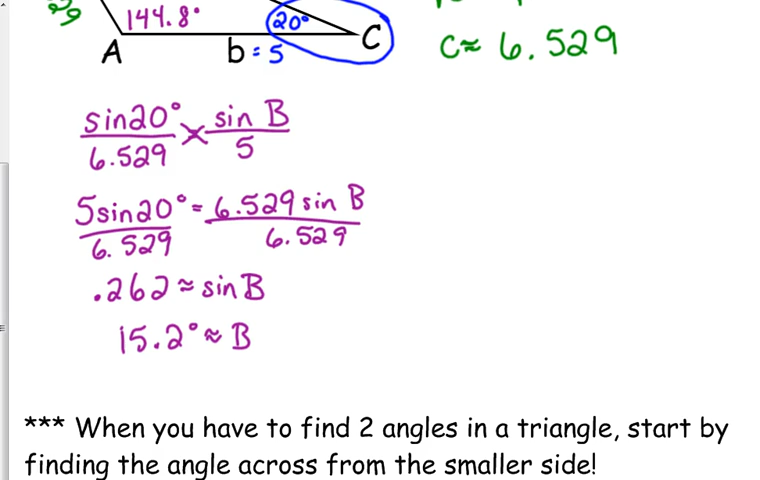 144.8°
20°
A
b = 5
C
c≈ 6.529
sin20° sin B
6.529 5
5sin20° = 6.529 sin B
6.529 6.529
.262 ≈ sin B
15.2° ≈ B
*** When you have to find 2 angles in a triangle, start by
finding the angle across from the smaller side!